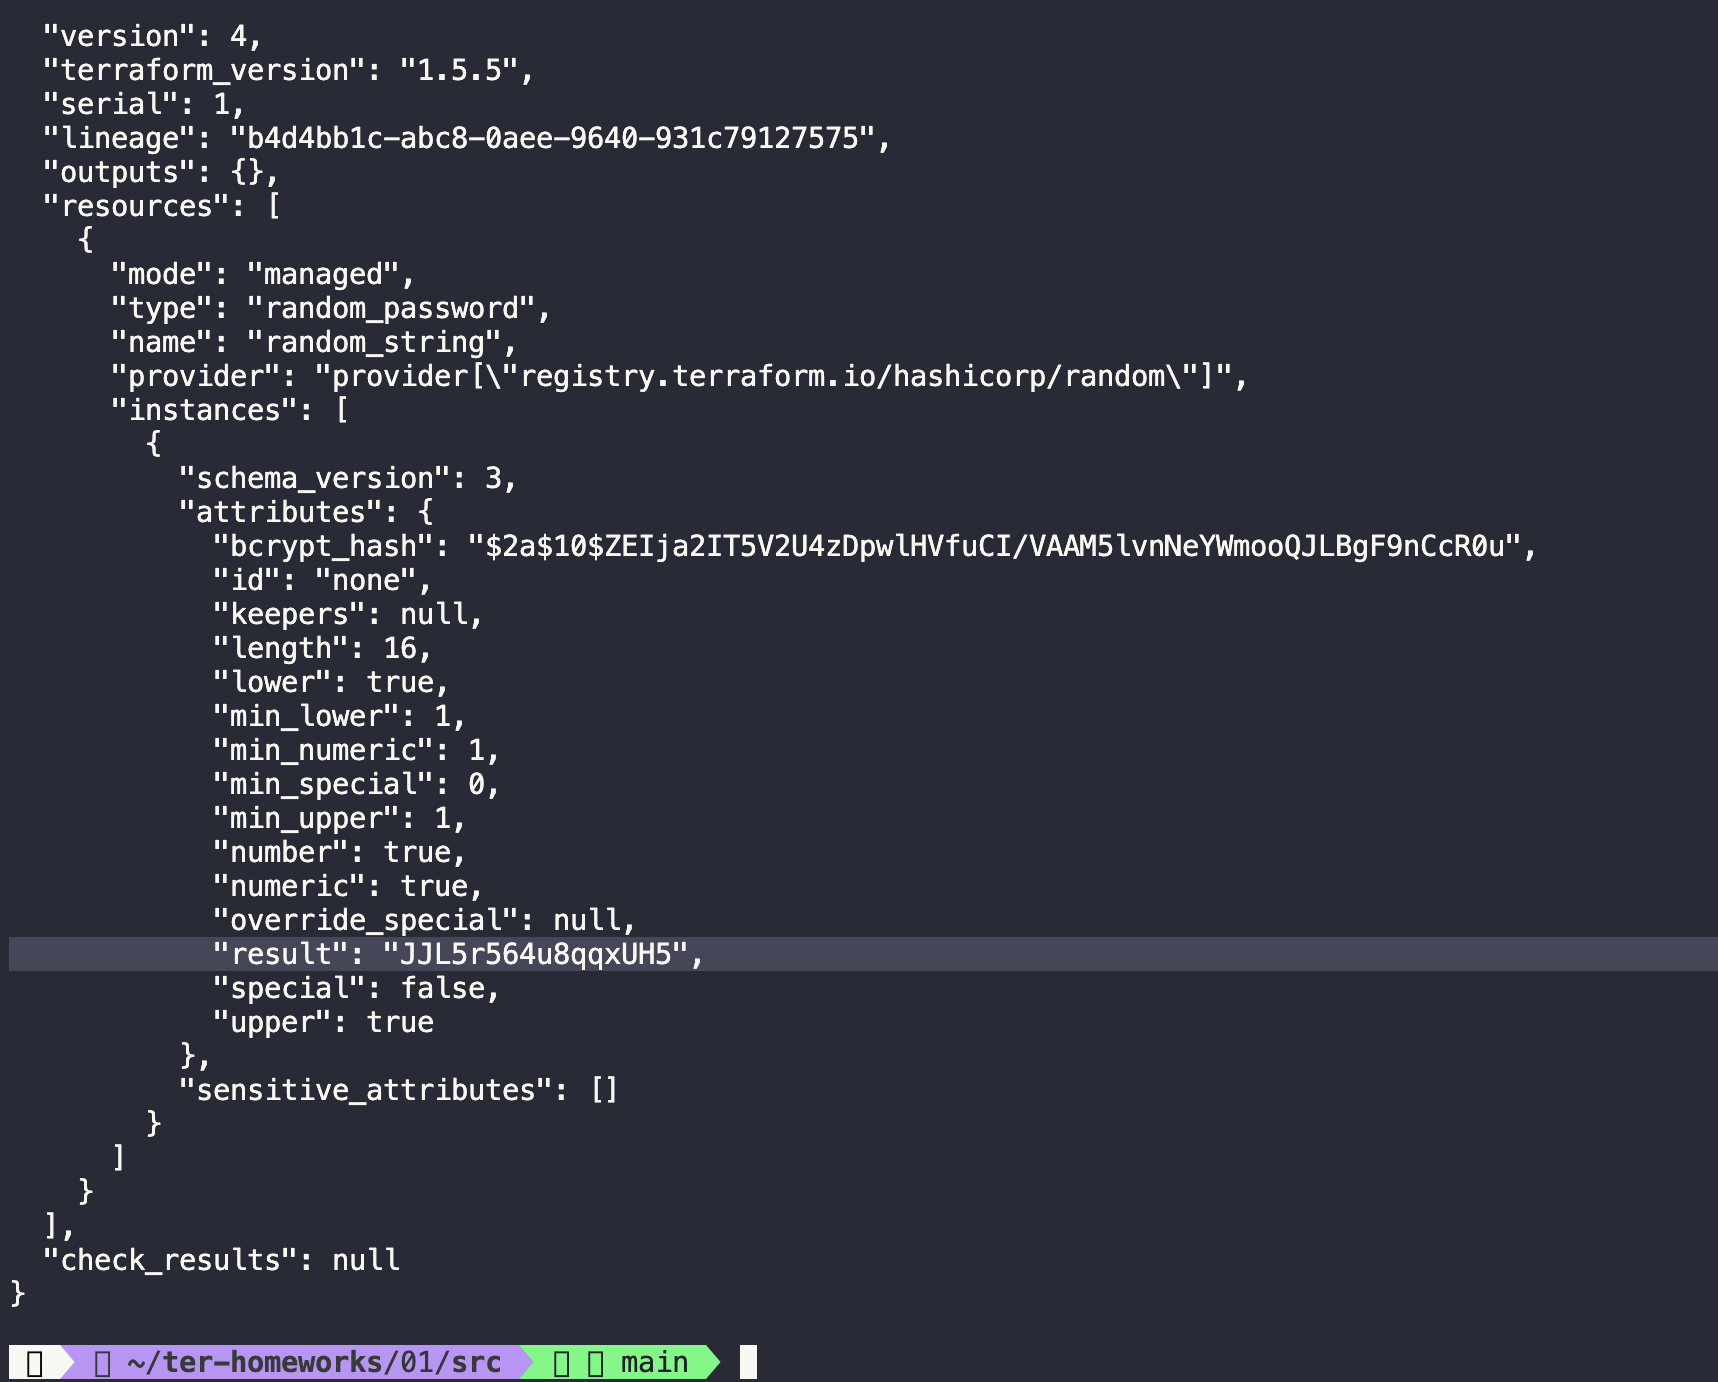 "version": 4,
"terraform_version": "1.5.5",
"serial": 1,
"lineage": "b4d4bb1c-abc8-0aee-9640-931c79127575",
"outputs": {},
"resources": [
{
"mode": "managed",
"type": "random_password",
"name": "random_string",
"provider": "provider[\"registry.terraform.io/hashicorp/random\"]",
"instances": [
{
"schema_version": 3,
"attributes": {
"bcrypt_hash": "$2a$10$ZEIja2IT5V2U4zDpwlHVfuCI/VAAM5lvnNeYWmooQJLBgF9nCcR0u",
"id": "none",
"keepers": null,
"length": 16,
"lower": true,
"min_lower": 1,
"min_numeric": 1,
"min_special": 0,
"min_upper": 1,
"number": true,
"numeric": true,
"override_special": null,
"result": "JJL5r564u8qqxUH5",
"special": false,
"upper": true
},
"sensitive_attributes": []
}
]
}
],
"check_results": null
}
~/ter-homeworks/01/src main